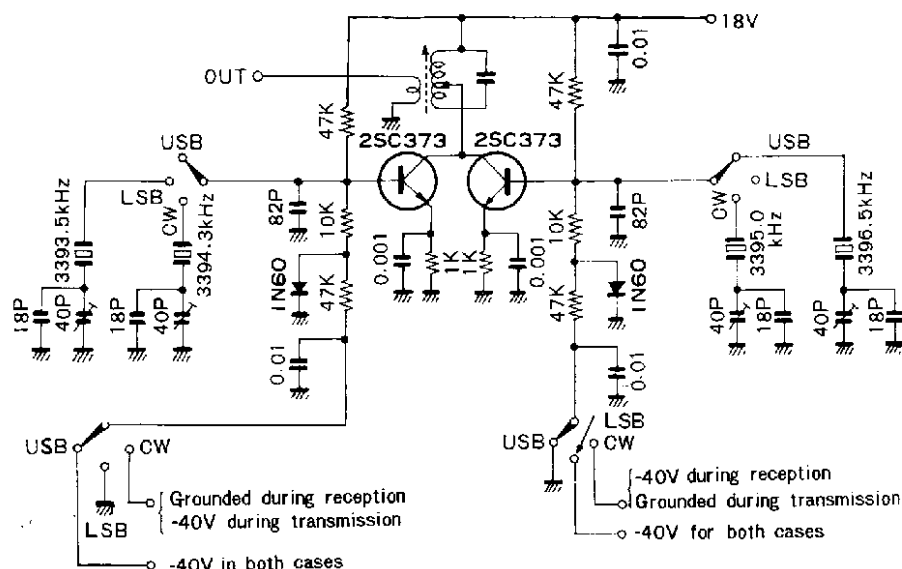 18V
0.01
OUT
47K
47K
2SC373
2SC373
USB
LSB
CW
3393.5kHz
3394.3kHz
18P
40P
18P
40P
82P
10K
1N60
47K
0.01
0.001
1K
1K
0.001
82P
10K
1N60
47K
0.01
USB
LSB
CW
3395.0
kHz
3396.5kHz
40P
18P
40P
18P
USB
CW
LSB
Grounded during reception
-40V during transmission
-40V in both cases
USB
LSB
CW
-40V during reception
Grounded during transmission
-40V for both cases